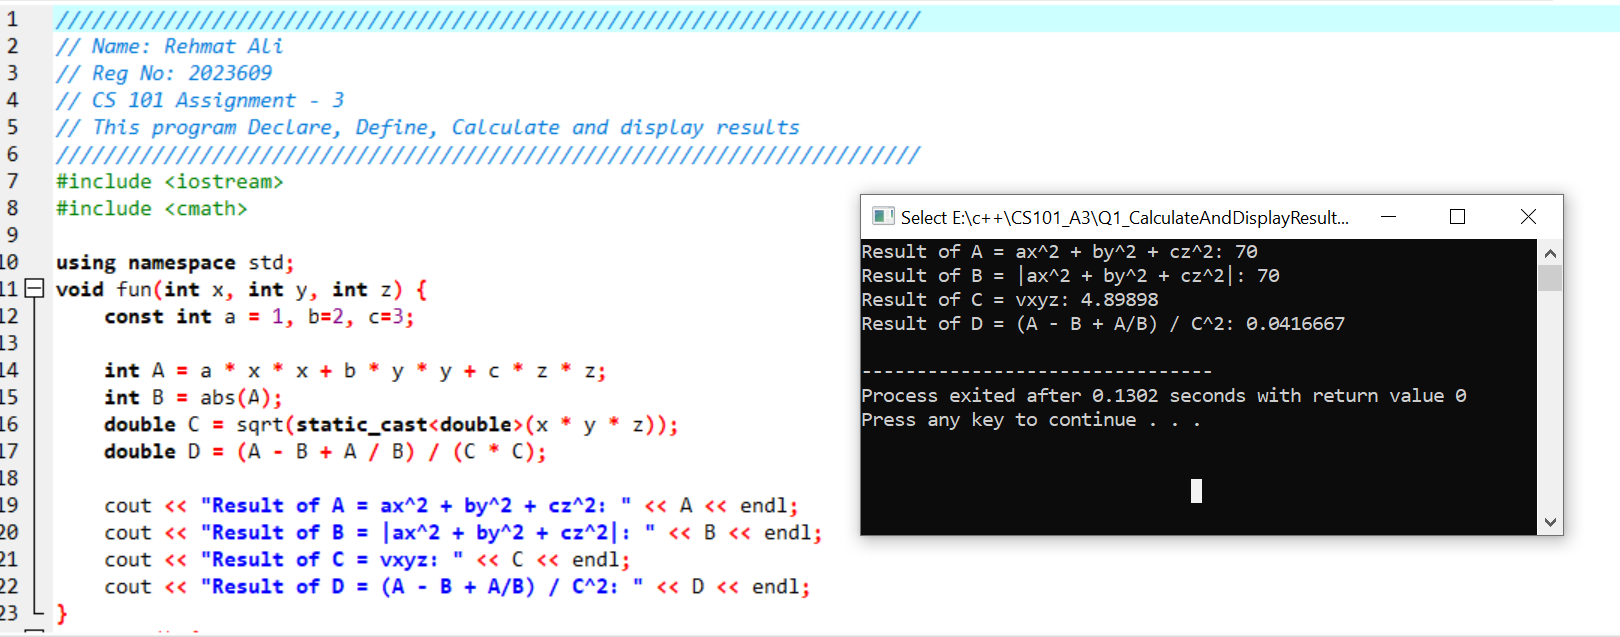 1 ////////////////////////////////////////////////////////////////////////
2 // Name: Rehmat Ali
3 // Reg No: 2023609
4 // CS 101 Assignment - 3
5 // This program Declare, Define, Calculate and display results
6 ////////////////////////////////////////////////////////////////////////
7 #include <iostream>
8 #include <cmath>
9
10 using namespace std;
11 void fun(int x, int y, int z) {
12 const int a = 1, b=2, c=3;
13
14 int A = a * x * x + b * y * y + c * z * z;
15 int B = abs(A);
16 double C = sqrt(static_cast<double>(x * y * z));
17 double D = (A - B + A / B) / (C * C);
18
19 cout << "Result of A = ax^2 + by^2 + cz^2: " << A << endl;
20 cout << "Result of B = |ax^2 + by^2 + cz^2|: " << B << endl;
21 cout << "Result of C = vxyz: " << C << endl;
22 cout << "Result of D = (A - B + A/B) / C^2: " << D << endl;
23 }
Select E:\c++\CS101_A3\Q1_CalculateAndDisplayResult...
Result of A = ax^2 + by^2 + cz^2: 70
Result of B = |ax^2 + by^2 + cz^2|: 70
Result of C = vxyz: 4.89898
Result of D = (A - B + A/B) / C^2: 0.0416667
--------------------------------
Process exited after 0.1302 seconds with return value 0
Press any key to continue . . .